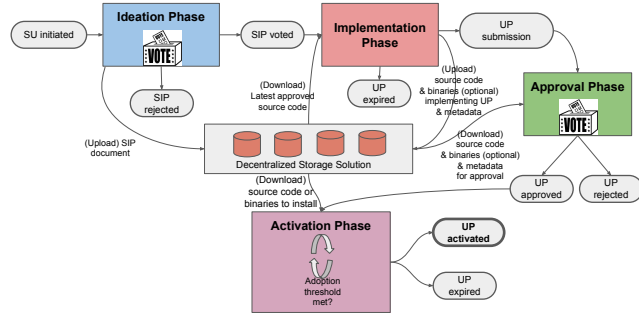 SU initiated
Ideation Phase
VOTE
SIP voted
SIP
rejected
Implementation
Phase
UP
submission
UP
expired
(Upload)
source code
& binaries (optional)
implementing UP
& metadata
Approval Phase
VOTE
(Download)
Latest approved
source code
(Upload) SIP
document
Decentralized Storage Solution
(Download)
source code
& binaries (optional)
& metadata
for approval
(Download)
source code or
binaries to install
UP
approved
UP
rejected
Activation Phase
Adoption
threshold
met?
UP
activated
UP
expired